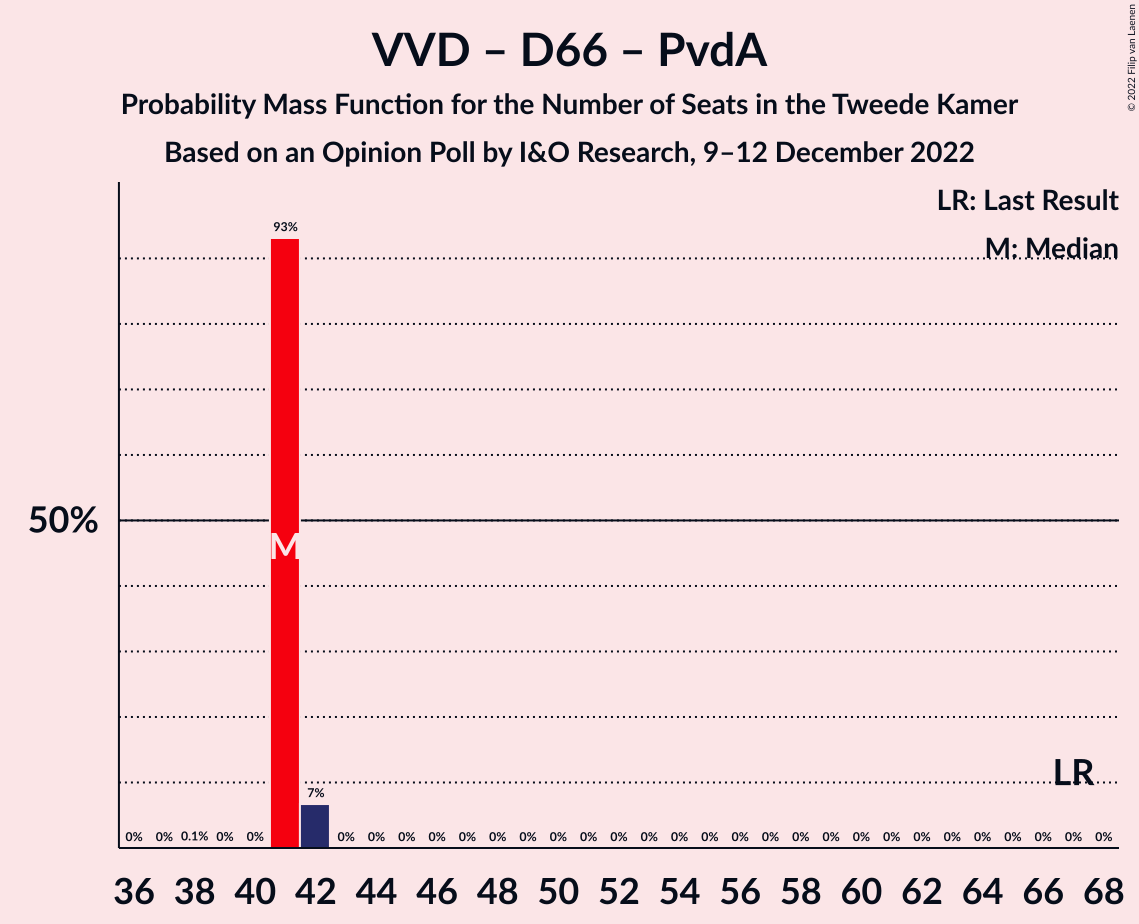 VVD – D66 – PvdA
Probability Mass Function for the Number of Seats in the Tweede Kamer
Based on an Opinion Poll by I&O Research, 9–12 December 2022
© 2022 Filip van Laenen
LR: Last Result
M: Median
93%
50%
M
LR
7%
0% 0% 0.1% 0% 0% 0% 0% 0% 0% 0% 0% 0% 0% 0% 0% 0% 0% 0% 0% 0% 0% 0% 0% 0% 0% 0% 0% 0% 0% 0% 0%
36 38 40 42 44 46 48 50 52 54 56 58 60 62 64 66 68